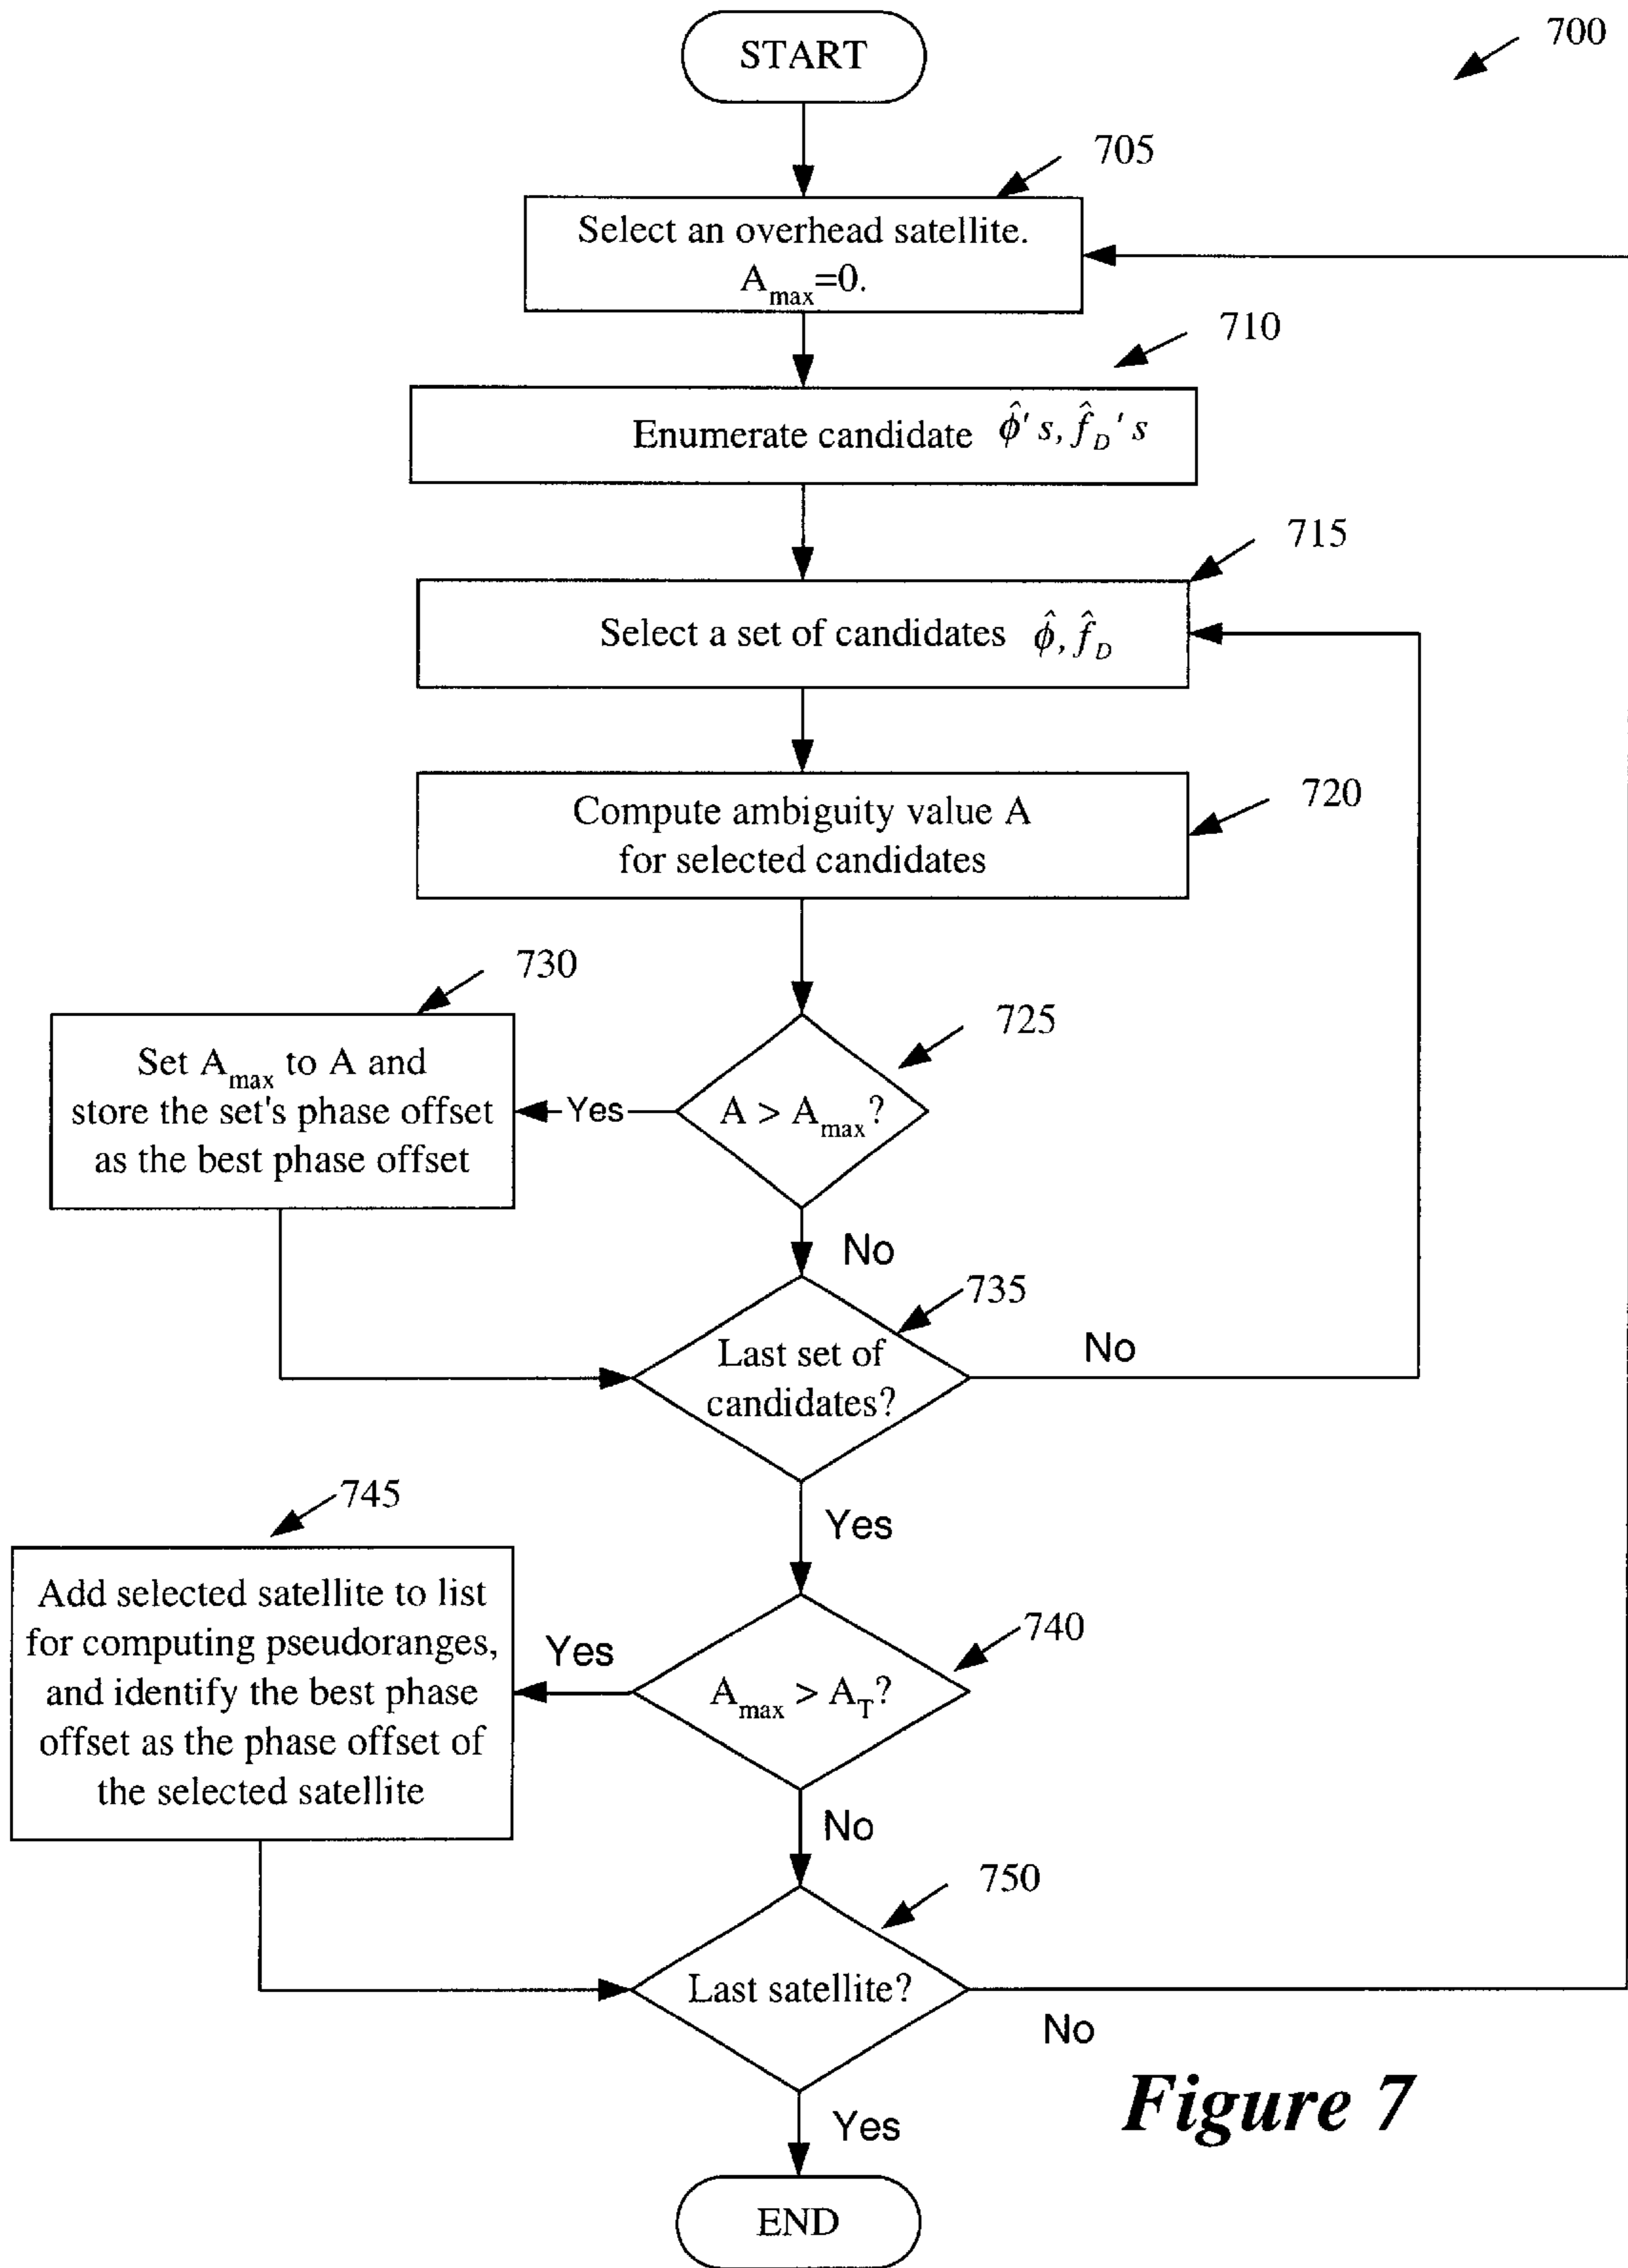 START
700
705
Select an overhead satellite.
A_max=0.
710
Enumerate candidate φ̂'s, f̂_D's
715
Select a set of candidates φ̂, f̂_D
720
Compute ambiguity value A
for selected candidates
730
Set A_max to A and
store the set's phase offset
as the best phase offset
725
Yes
A > A_max?
No
735
Last set of
candidates?
No
Yes
745
Add selected satellite to list
for computing pseudoranges,
and identify the best phase
offset as the phase offset of
the selected satellite
Yes
740
A_max > A_T?
No
750
Last satellite?
No
Yes
Figure 7
END